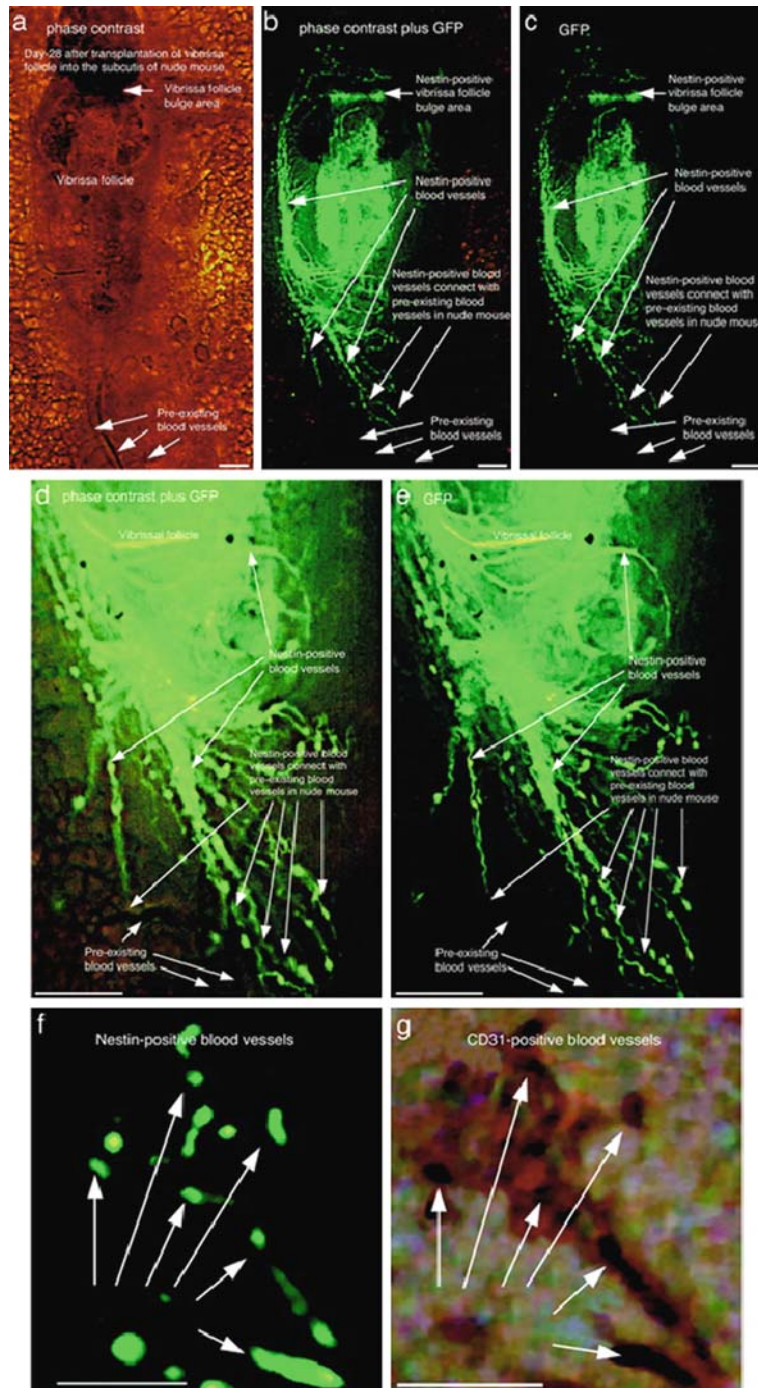 a
phase contrast
Day-28 after transplantation of vibrissa
follicle into the subcutis of nude mouse
Vibrissa follicle
bulge area
Vibrissa follicle
Pre-existing
blood vessels
b
phase contrast plus GFP
Nestin-positive
vibrissa follicle
bulge area
Nestin-positive
blood vessels
Nestin-positive blood
vessels connect with
pre-existing blood
vessels in nude mouse
Pre-existing
blood vessels
c
GFP
Nestin-positive
vibrissa follicle
bulge area
Nestin-positive
blood vessels
Nestin-positive blood
vessels connect with
pre-existing blood
vessels in nude mouse
Pre-existing
blood vessels
d
phase contrast plus GFP
Vibrissal follicle
Nestin-positive
blood vessels
Nestin-positive blood
vessels connect with
pre-existing blood
vessels in nude mouse
Pre-existing
blood vessels
e
GFP
Vibrissal follicle
Nestin-positive
blood vessels
Nestin-positive blood
vessels connect with
pre-existing blood
vessels in nude mouse
Pre-existing
blood vessels
f
Nestin-positive blood vessels
g
CD31-positive blood vessels